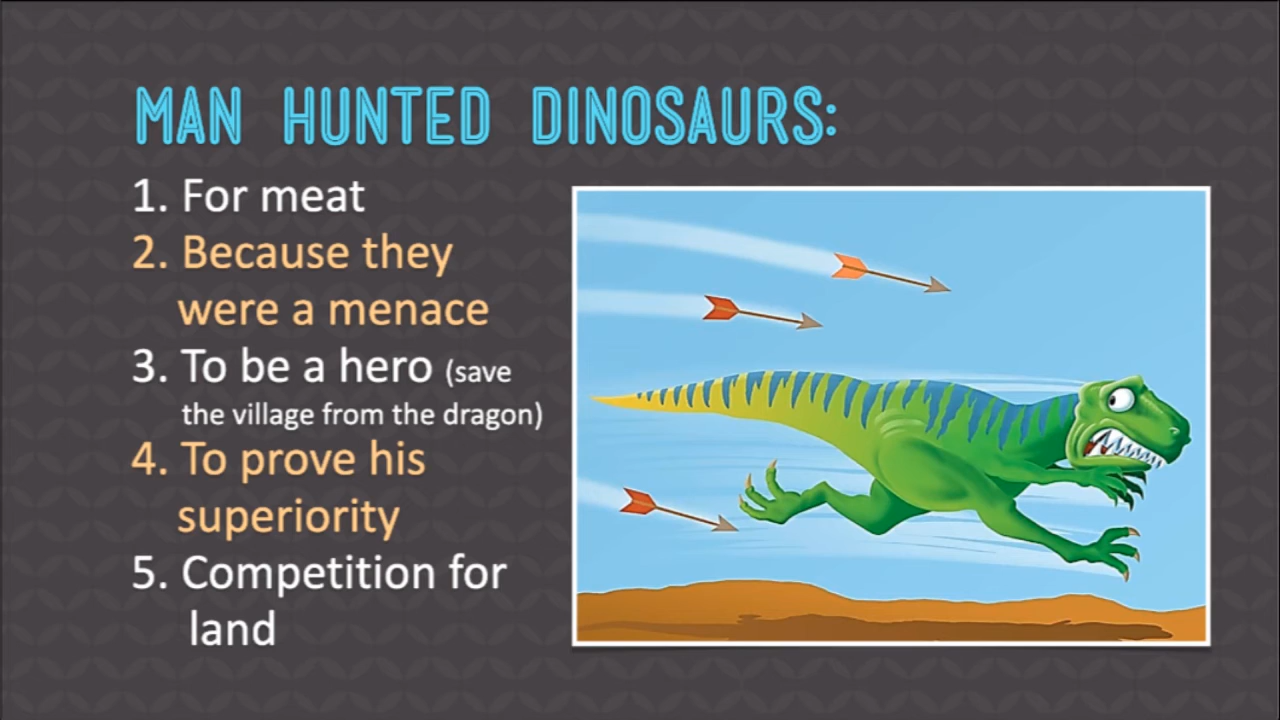 MAN HUNTED DINOSAURS:
1. For meat
2. Because they
were a menace
3. To be a hero (save
the village from the dragon)
4. To prove his
superiority
5. Competition for
land